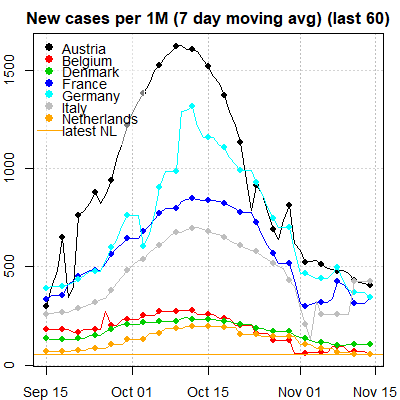 New cases per 1M (7 day moving avg) (last 60)
Austria
Belgium
Denmark
France
Germany
Italy
Netherlands
latest NL
1500
1000
500
0
Sep 15
Oct 01
Oct 15
Nov 01
Nov 15